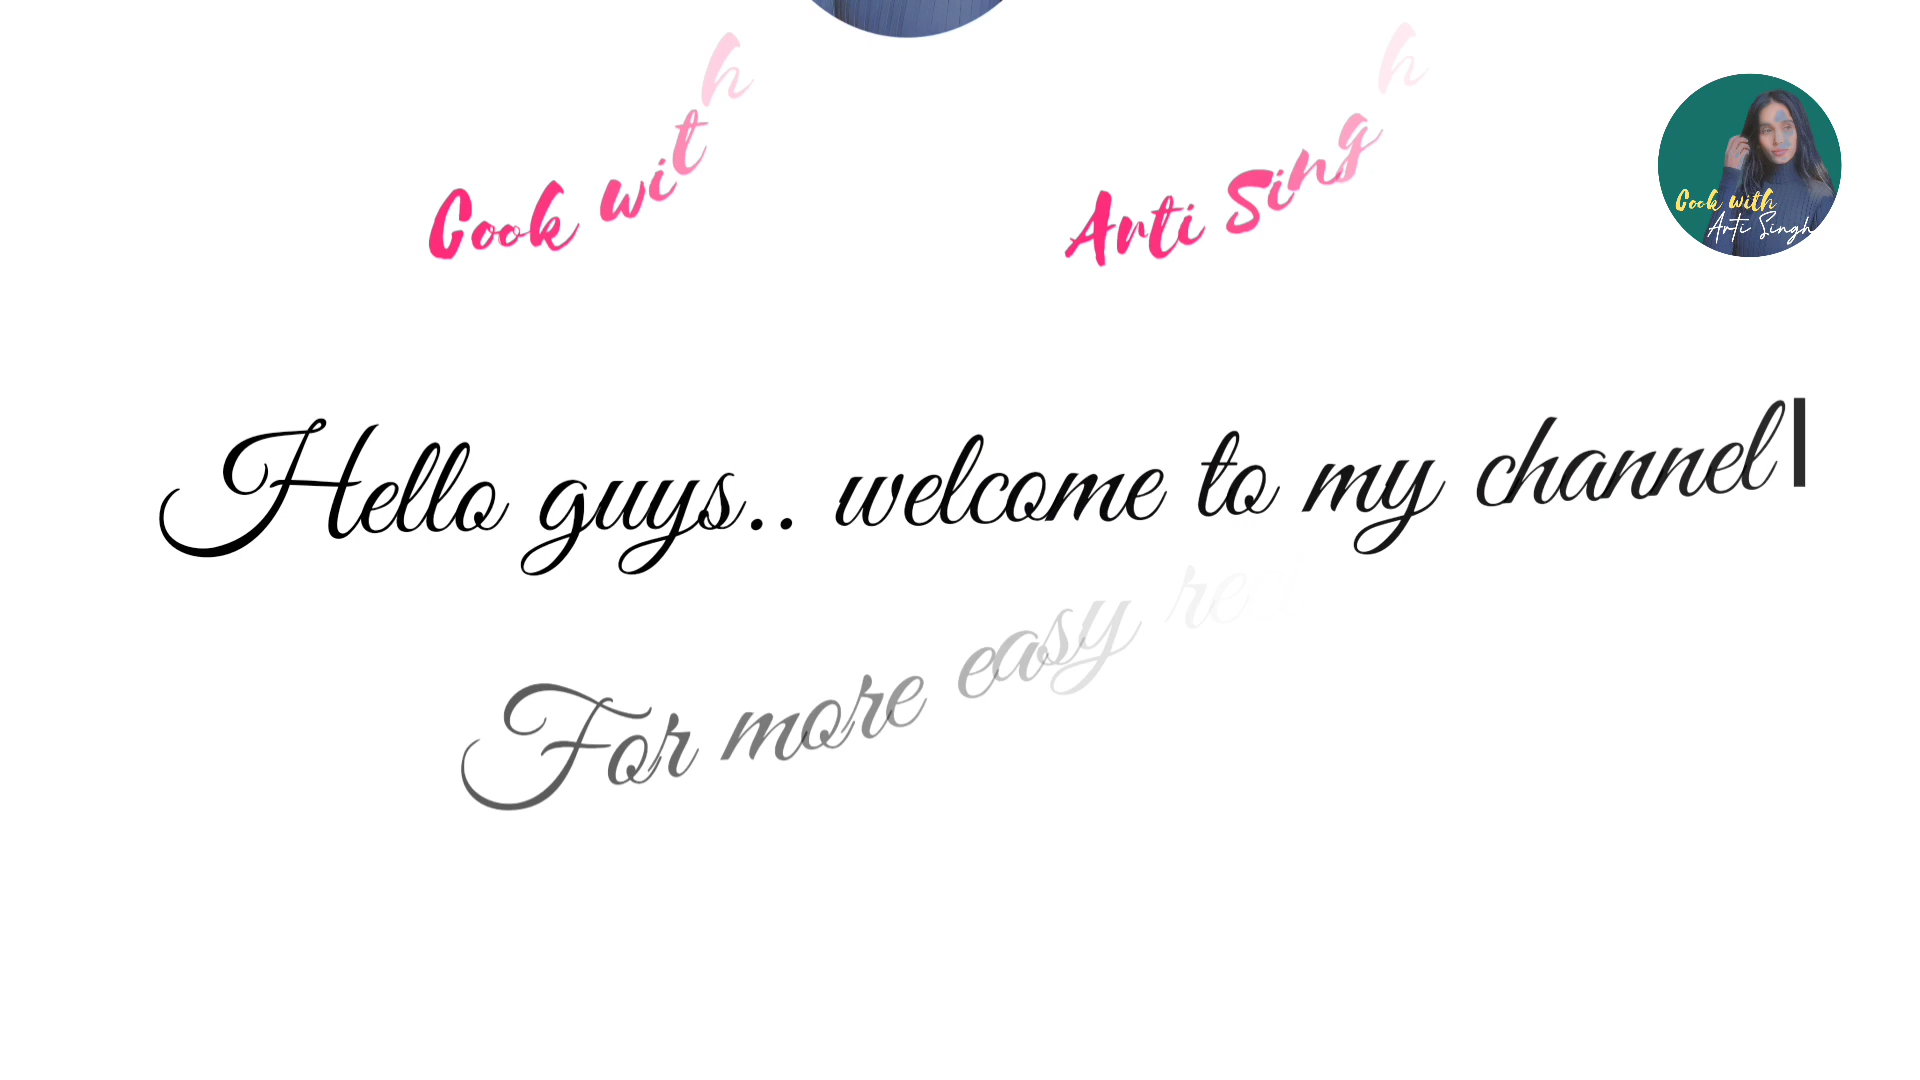 Cook with Arti Singh
Cook with
Arti Singh
Hello guys.. welcome to my channel
For more easy